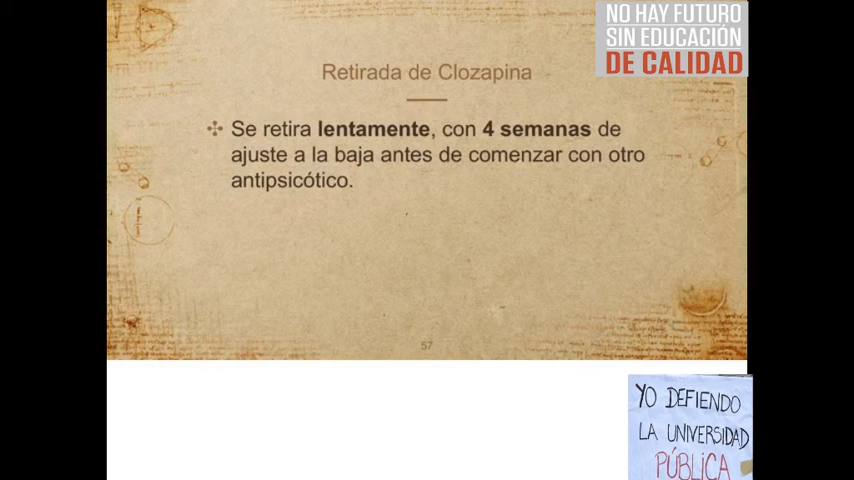 NO HAY FUTURO
SIN EDUCACIÓN
DE CALIDAD
Retirada de Clozapina
Se retira lentamente, con 4 semanas de
ajuste a la baja antes de comenzar con otro
antipsicótico.
57
YO DEFIENDO
LA UNIVERSIDAD
PÚBLICA